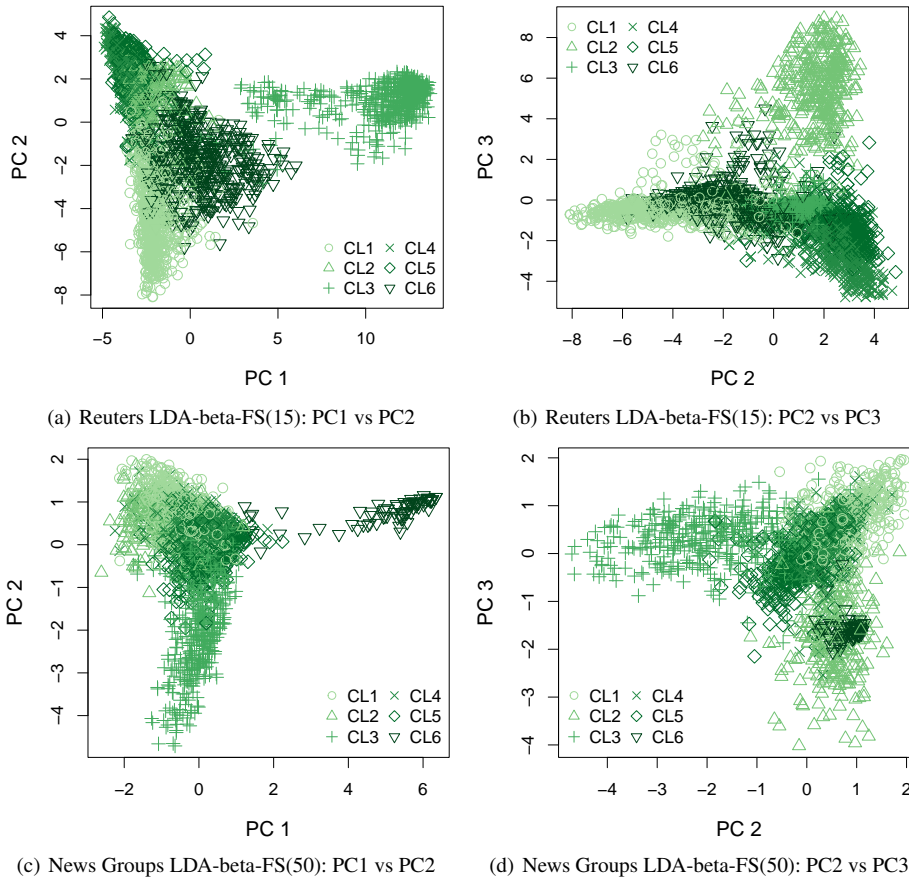 4
2
0
−2
−4
−6
−8
PC 2
CL1 CL4
CL2 CL5
CL3 CL6
−5 0 5 10
PC 1
(a) Reuters LDA-beta-FS(15): PC1 vs PC2
8
6
4
2
0
−2
−4
PC 3
CL1 CL4
CL2 CL5
CL3 CL6
−8 −6 −4 −2 0 2 4
PC 2
(b) Reuters LDA-beta-FS(15): PC2 vs PC3
2
1
0
−1
−2
−3
−4
PC 2
CL1 CL4
CL2 CL5
CL3 CL6
−2 0 2 4 6
PC 1
(c) News Groups LDA-beta-FS(50): PC1 vs PC2
2
1
0
−1
−2
−3
−4
PC 3
CL1 CL4
CL2 CL5
CL3 CL6
−4 −3 −2 −1 0 1 2
PC 2
(d) News Groups LDA-beta-FS(50): PC2 vs PC3